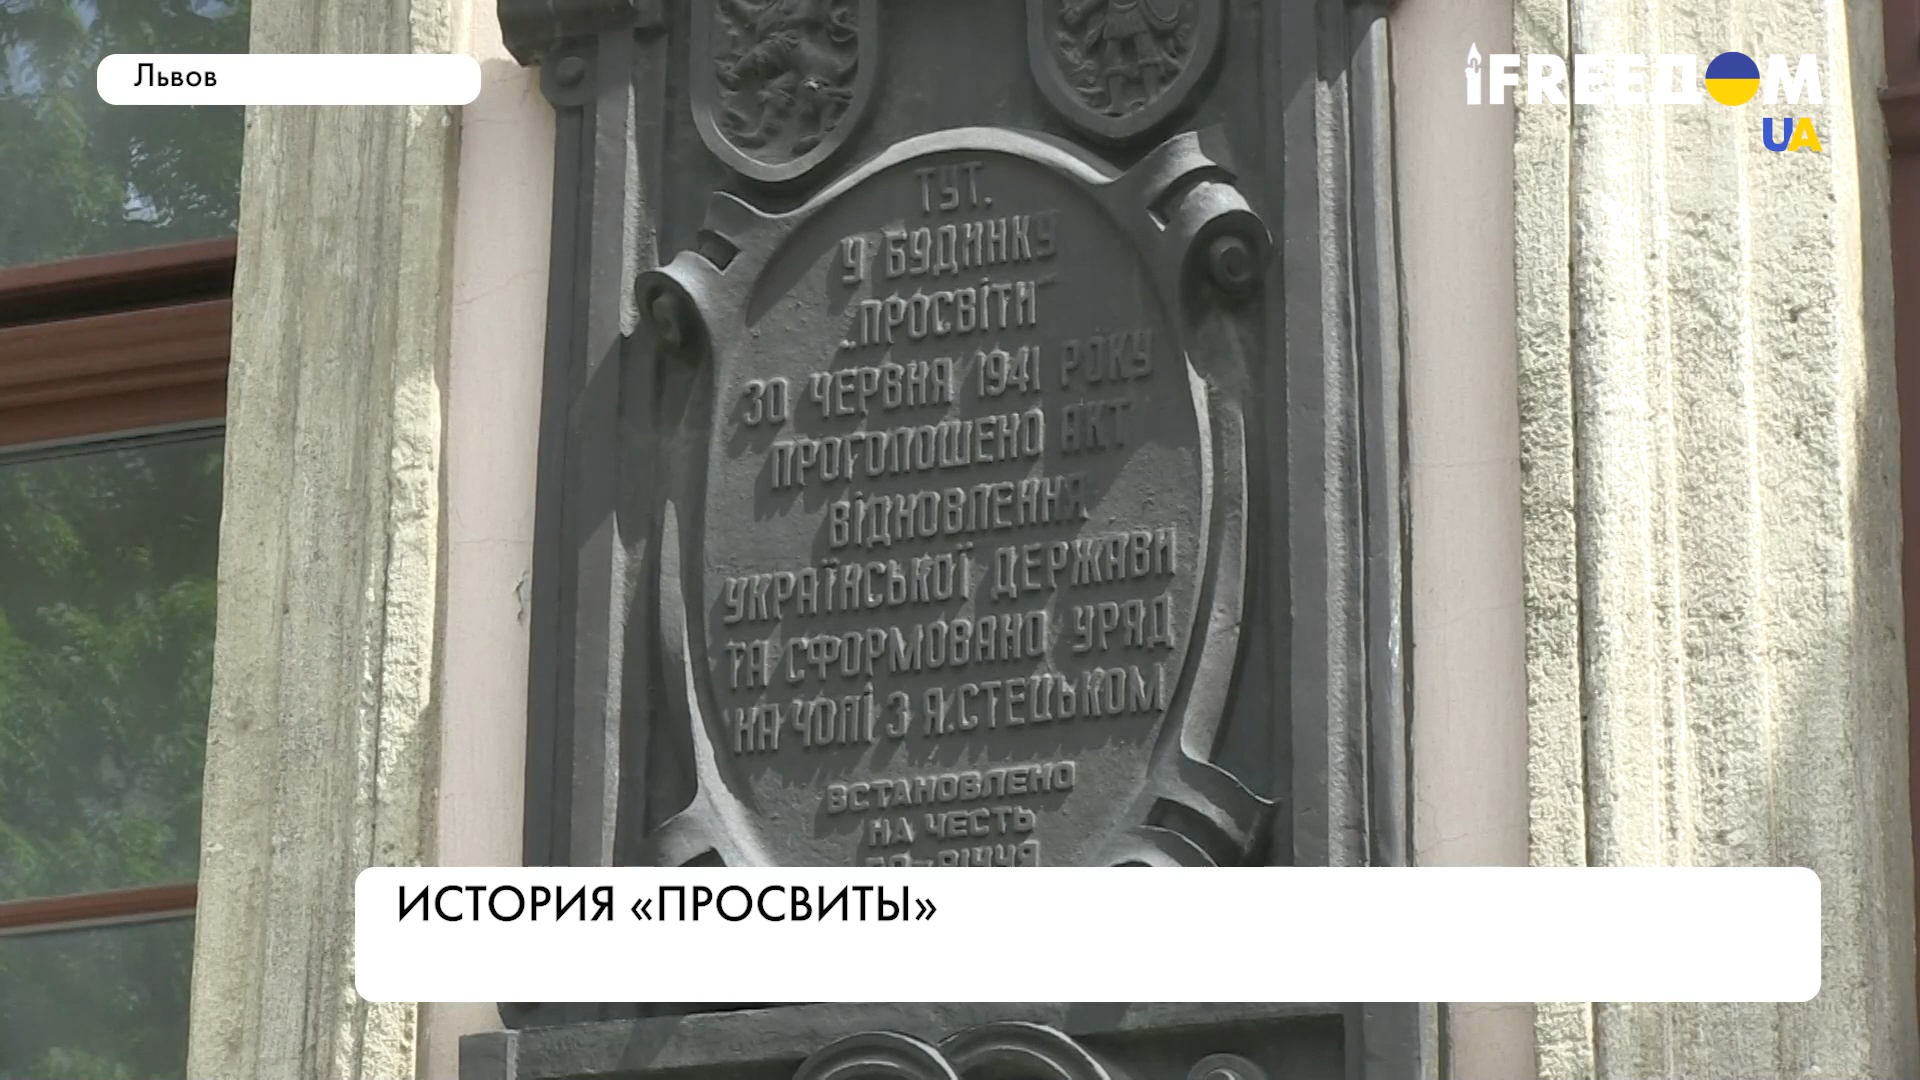 Львов
FREEДOM
UA
ТУТ,
У БУДИНКУ
„ПРОСВІТИ"
30 ЧЕРВНЯ 1941 РОКУ
ПРОГОЛОШЕНО АКТ
ВІДНОВЛЕННЯ
УКРАЇНСЬКОЇ ДЕРЖАВИ
ТА СФОРМОВАНО УРЯД
НА ЧОЛІ З Я.СТЕЦЬКОМ
ВСТАНОВЛЕНО
НА ЧЕСТЬ
ИСТОРИЯ «ПРОСВИТЫ»